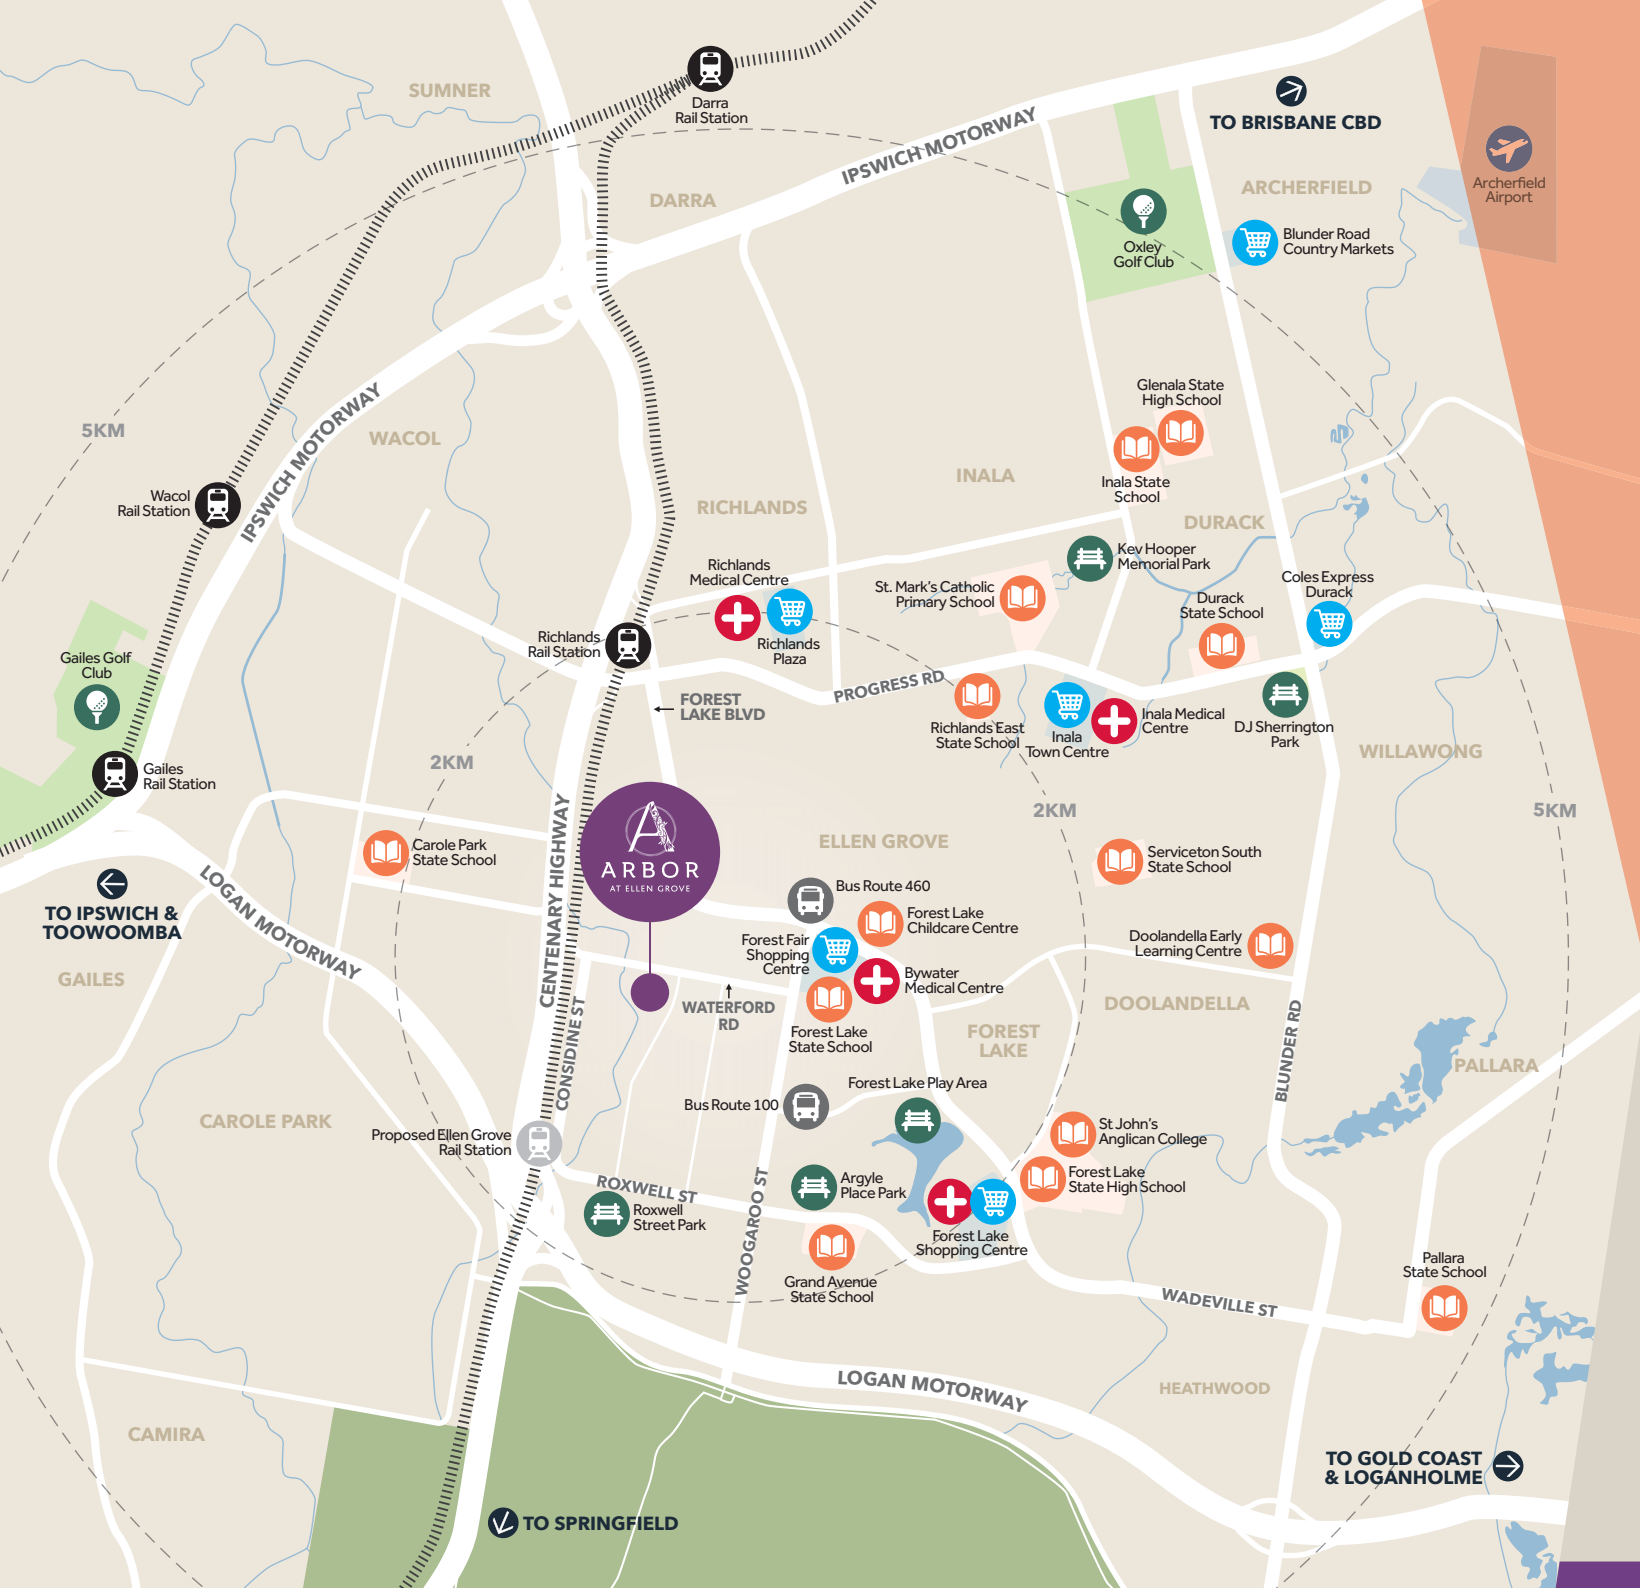 SUMNER
Darra
Rail Station
TO BRISBANE CBD
IPSWICH MOTORWAY
DARRA
ARCHERFIELD
Archerfield
Airport
Oxley
Golf Club
Blunder Road
Country Markets
5KM
WACOL
IPSWICH MOTORWAY
Wacol
Rail Station
Glenala State
High School
Inala State
School
INALA
RICHLANDS
DURACK
Kev Hooper
Memorial Park
Richlands
Medical Centre
Richlands
Plaza
St. Mark's Catholic
Primary School
Durack
State School
Coles Express
Durack
Richlands
Rail Station
Gailes Golf
Club
Gailes
Rail Station
FOREST
LAKE BLVD
PROGRESS RD
Richlands East
State School
Inala
Town Centre
Inala Medical
Centre
DJ Sherrington
Park
WILLAWONG
2KM
2KM
5KM
CENTENARY HIGHWAY
A
ARBOR
AT ELLEN GROVE
ELLEN GROVE
Carole Park
State School
Serviceton South
State School
TO IPSWICH &
TOOWOOMBA
LOGAN MOTORWAY
GAILES
Bus Route 460
Forest Lake
Childcare Centre
Forest Fair
Shopping
Centre
Bywater
Medical Centre
Doolandella Early
Learning Centre
WATERFORD
RD
CONSIDINE ST
Forest Lake
State School
FOREST
LAKE
DOOLANDELLA
BLUNDER RD
PALLARA
CAROLE PARK
Proposed Ellen Grove
Rail Station
Bus Route 100
Forest Lake Play Area
St John's
Anglican College
Forest Lake
State High School
ROXWELL ST
Roxwell
Street Park
Argyle
Place Park
WOOGAROO ST
Forest Lake
Shopping Centre
Grand Avenue
State School
Pallara
State School
WADEVILLE ST
LOGAN MOTORWAY
HEATHWOOD
CAMIRA
TO GOLD COAST
& LOGANHOLME
TO SPRINGFIELD